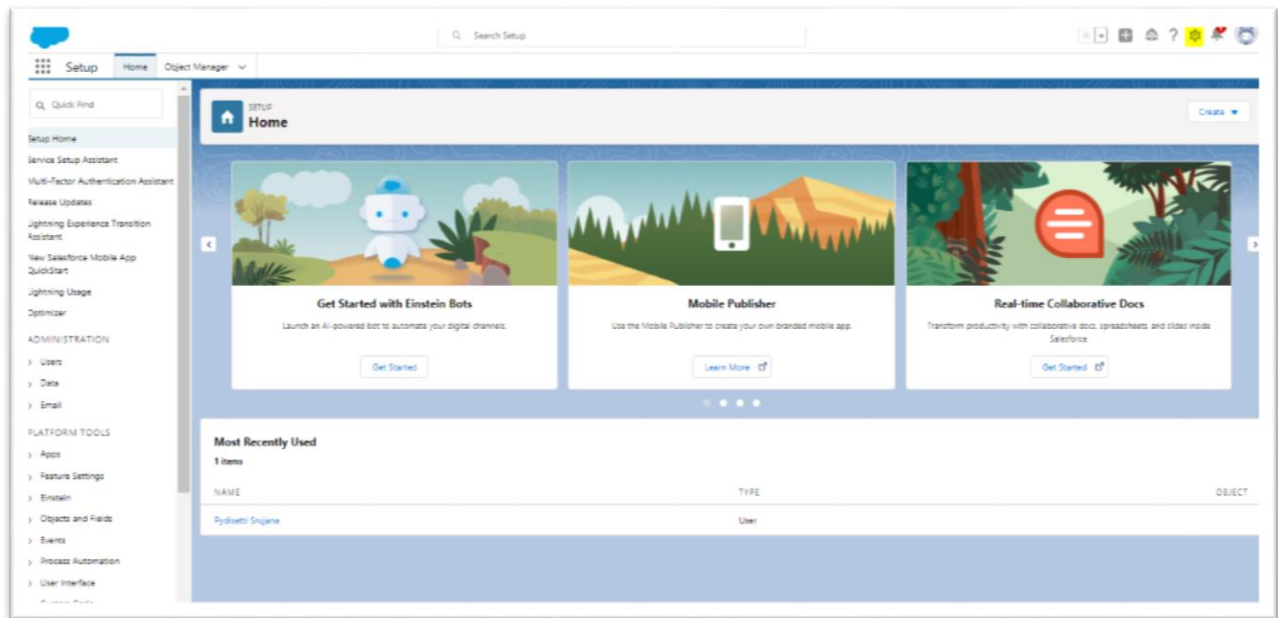 Search Setup
?
Setup Home Object Manager
Quick Find
Setup Home
Service Setup Assistant
Multi-Factor Authentication Assistant
Release Updates
Lightning Experience Transition
Assistant
New Salesforce Mobile App
QuickStart
Lightning Usage
Optimizer
ADMINISTRATION
Users
Data
Email
PLATFORM TOOLS
Apps
Feature Settings
Einstein
Objects and Fields
Events
Process Automation
User Interface
SETUP
Home
Create
Get Started with Einstein Bots
Launch an AI-powered bot to automate your digital channels.
Get Started
Mobile Publisher
Use the Mobile Publisher to create your own branded mobile app.
Learn More
Real-time Collaborative Docs
Transform productivity with collaborative docs, spreadsheets, and slides inside
Salesforce.
Get Started
Most Recently Used
1 items
NAME TYPE OBJECT
Pydisetti Srujana User